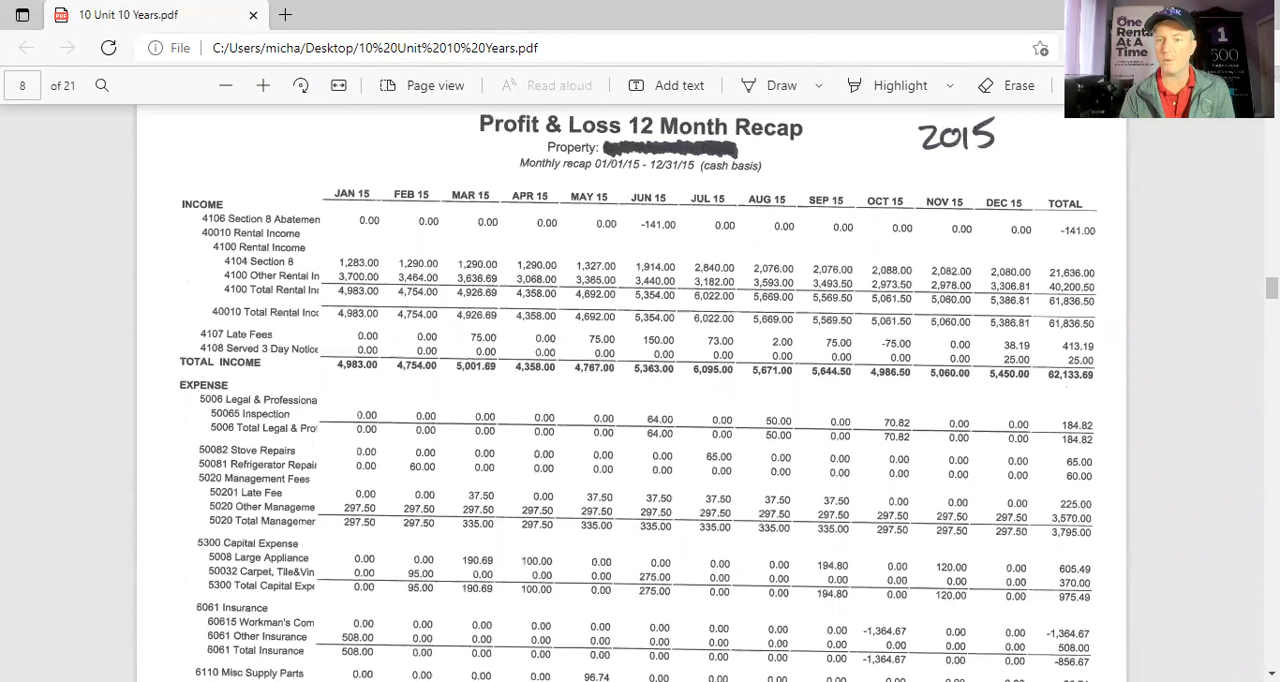 10 Unit 10 Years.pdf
File C:/Users/micha/Desktop/10%20Unit%2010%20Years.pdf
8 of 21 Page view Read aloud Add text Draw Highlight Erase
One Rental At A Time
1
500
Profit & Loss 12 Month Recap 2015
Property:
Monthly recap 01/01/15 - 12/31/15 (cash basis)
JAN 15 FEB 15 MAR 15 APR 15 MAY 15 JUN 15 JUL 15 AUG 15 SEP 15 OCT 15 NOV 15 DEC 15 TOTAL
INCOME
4106 Section 8 Abatemen 0.00 0.00 0.00 0.00 0.00 -141.00 0.00 0.00 0.00 0.00 0.00 0.00 -141.00
40010 Rental Income
4100 Rental Income
4104 Section 8 1,283.00 1,290.00 1,290.00 1,290.00 1,327.00 1,914.00 2,840.00 2,076.00 2,076.00 2,088.00 2,082.00 2,080.00 21,636.00
4100 Other Rental In 3,700.00 3,464.00 3,636.69 3,068.00 3,365.00 3,440.00 3,182.00 3,593.00 3,493.50 2,973.50 2,978.00 3,306.81 40,200.50
4100 Total Rental Inc 4,983.00 4,754.00 4,926.69 4,358.00 4,692.00 5,354.00 6,022.00 5,669.00 5,569.50 5,061.50 5,060.00 5,386.81 61,836.50
40010 Total Rental Inco 4,983.00 4,754.00 4,926.69 4,358.00 4,692.00 5,354.00 6,022.00 5,669.00 5,569.50 5,061.50 5,060.00 5,386.81 61,836.50
4107 Late Fees 0.00 0.00 75.00 0.00 75.00 150.00 73.00 2.00 75.00 -75.00 0.00 38.19 413.19
4108 Served 3 Day Notice 0.00 0.00 0.00 0.00 0.00 0.00 0.00 0.00 0.00 0.00 0.00 25.00 25.00
TOTAL INCOME 4,983.00 4,754.00 5,001.69 4,358.00 4,767.00 5,363.00 6,095.00 5,671.00 5,644.50 4,986.50 5,060.00 5,450.00 62,133.69
EXPENSE
5006 Legal & Professiona
50065 Inspection 0.00 0.00 0.00 0.00 0.00 64.00 0.00 50.00 0.00 70.82 0.00 0.00 184.82
5006 Total Legal & Pro 0.00 0.00 0.00 0.00 0.00 64.00 0.00 50.00 0.00 70.82 0.00 0.00 184.82
50082 Stove Repairs 0.00 0.00 0.00 0.00 0.00 0.00 65.00 0.00 0.00 0.00 0.00 0.00 65.00
50081 Refrigerator Repair 0.00 60.00 0.00 0.00 0.00 0.00 0.00 0.00 0.00 0.00 0.00 0.00 60.00
5020 Management Fees
50201 Late Fee 0.00 0.00 37.50 0.00 37.50 37.50 37.50 37.50 37.50 0.00 0.00 0.00 225.00
5020 Other Manageme 297.50 297.50 297.50 297.50 297.50 297.50 297.50 297.50 297.50 297.50 297.50 297.50 3,570.00
5020 Total Managemer 297.50 297.50 335.00 297.50 335.00 335.00 335.00 335.00 335.00 297.50 297.50 297.50 3,795.00
5300 Capital Expense
5008 Large Appliance 0.00 0.00 190.69 100.00 0.00 0.00 0.00 0.00 194.80 0.00 120.00 0.00 605.49
50032 Carpet, Tile&Vin 0.00 95.00 0.00 0.00 0.00 275.00 0.00 0.00 0.00 0.00 0.00 0.00 370.00
5300 Total Capital Expe 0.00 95.00 190.69 100.00 0.00 275.00 0.00 0.00 194.80 0.00 120.00 0.00 975.49
6061 Insurance
60615 Workman's Com 0.00 0.00 0.00 0.00 0.00 0.00 0.00 0.00 0.00 -1,364.67 0.00 0.00 -1,364.67
6061 Other Insurance 508.00 0.00 0.00 0.00 0.00 0.00 0.00 0.00 0.00 0.00 0.00 0.00 508.00
6061 Total Insurance 508.00 0.00 0.00 0.00 0.00 0.00 0.00 0.00 0.00 -1,364.67 0.00 0.00 -856.67
6110 Misc Supply Parts 0.00 0.00 0.00 0.00 96.74 0.00 0.00 0.00 0.00 0.00 0.00 0.00